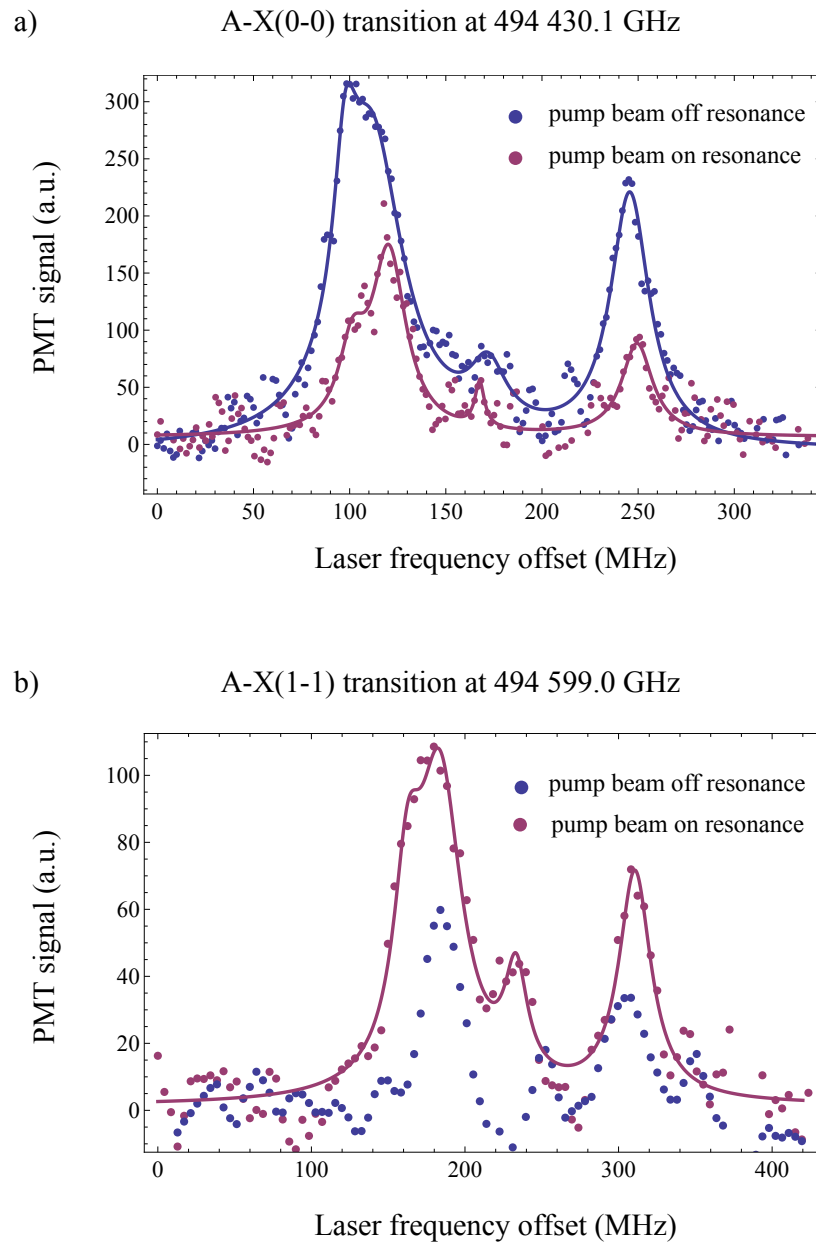 a)
A-X(0-0) transition at 494 430.1 GHz
pump beam off resonance
pump beam on resonance
PMT signal (a.u.)
300
250
200
150
100
50
0
0 50 100 150 200 250 300
Laser frequency offset (MHz)
b)
A-X(1-1) transition at 494 599.0 GHz
pump beam off resonance
pump beam on resonance
PMT signal (a.u.)
100
80
60
40
20
0
0 100 200 300 400
Laser frequency offset (MHz)